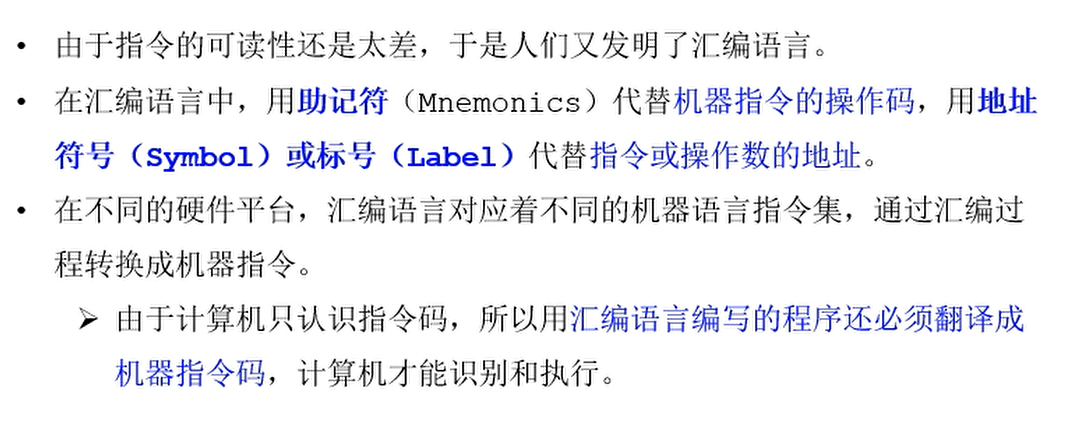 • 由于指令的可读性还是太差，于是人们又发明了汇编语言。
• 在汇编语言中，用助记符（Mnemonics）代替机器指令的操作码，用地址
符号（Symbol）或标号（Label）代替指令或操作数的地址。
• 在不同的硬件平台，汇编语言对应着不同的机器语言指令集，通过汇编过
程转换成机器指令。
➢ 由于计算机只认识指令码，所以用汇编语言编写的程序还必须翻译成
机器指令码，计算机才能识别和执行。